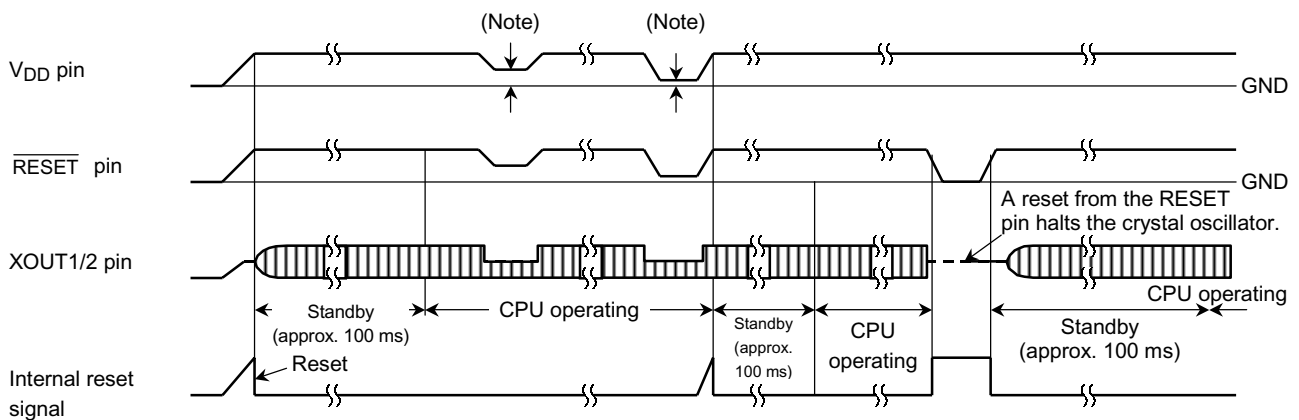 (Note)
(Note)
VDD pin
GND
RESET pin
GND
A reset from the RESET
pin halts the crystal oscillator.
XOUT1/2 pin
CPU operating
Standby
(approx. 100 ms)
CPU operating
Standby
(approx.
100 ms)
CPU
operating
Standby
(approx. 100 ms)
Reset
Internal reset
signal